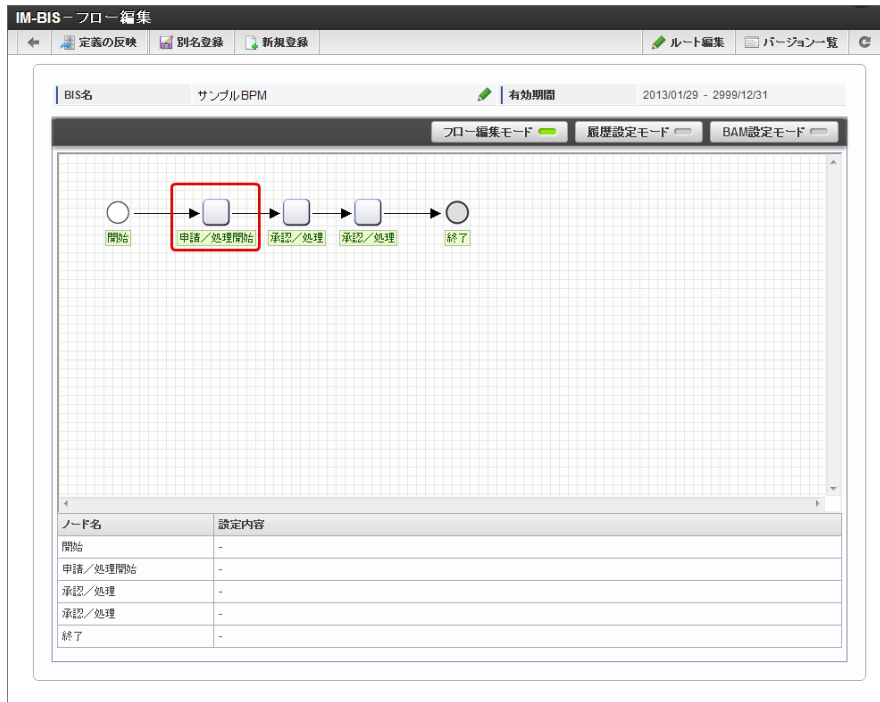 IM-BIS－フロー編集
定義の反映 別名登録 新規登録 ルート編集 バージョン一覧
BIS名 サンプルBPM 有効期間 2013/01/29 - 2999/12/31
フロー編集モード 履歴設定モード BAM設定モード
開始 申請／処理開始 承認／処理 承認／処理 終了
ノード名 設定内容
開始 -
申請／処理開始 -
承認／処理 -
承認／処理 -
終了 -